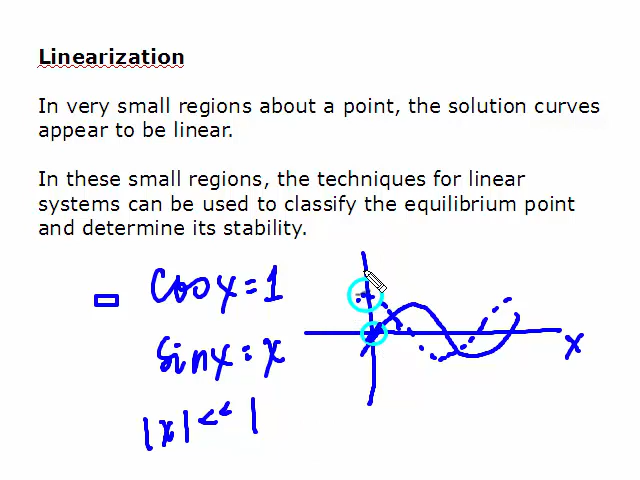 Linearization
In very small regions about a point, the solution curves
appear to be linear.
In these small regions, the techniques for linear
systems can be used to classify the equilibrium point
and determine its stability.
cos x = 1
sin x = x
|x| << 1
x